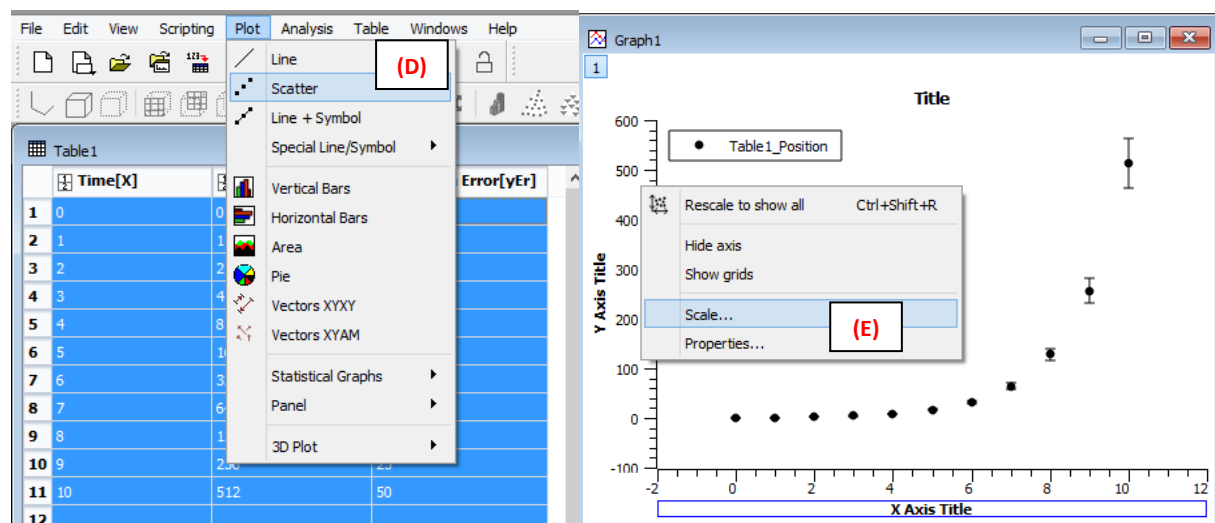 File Edit View Scripting Plot Analysis Table Windows Help
Line
(D)
Scatter
Line + Symbol
Special Line/Symbol
Vertical Bars
Horizontal Bars
Area
Pie
Vectors XYXY
Vectors XYAM
Statistical Graphs
Panel
3D Plot
Table1
Time[X] Error[yEr]
1 0 0
2 1 1
3 2 2
4 3 4
5 4 8
6 5
7 6 3
8 7 6
9 8 1
10 9
11 10 512 50
12
Graph1
1
Title
600
Table1_Position
500
Rescale to show all Ctrl+Shift+R
400
Hide axis
300
Show grids
Y Axis Title
Scale...
200
(E)
Properties...
100
0
-100
-2 0 2 4 6 8 10 12
X Axis Title